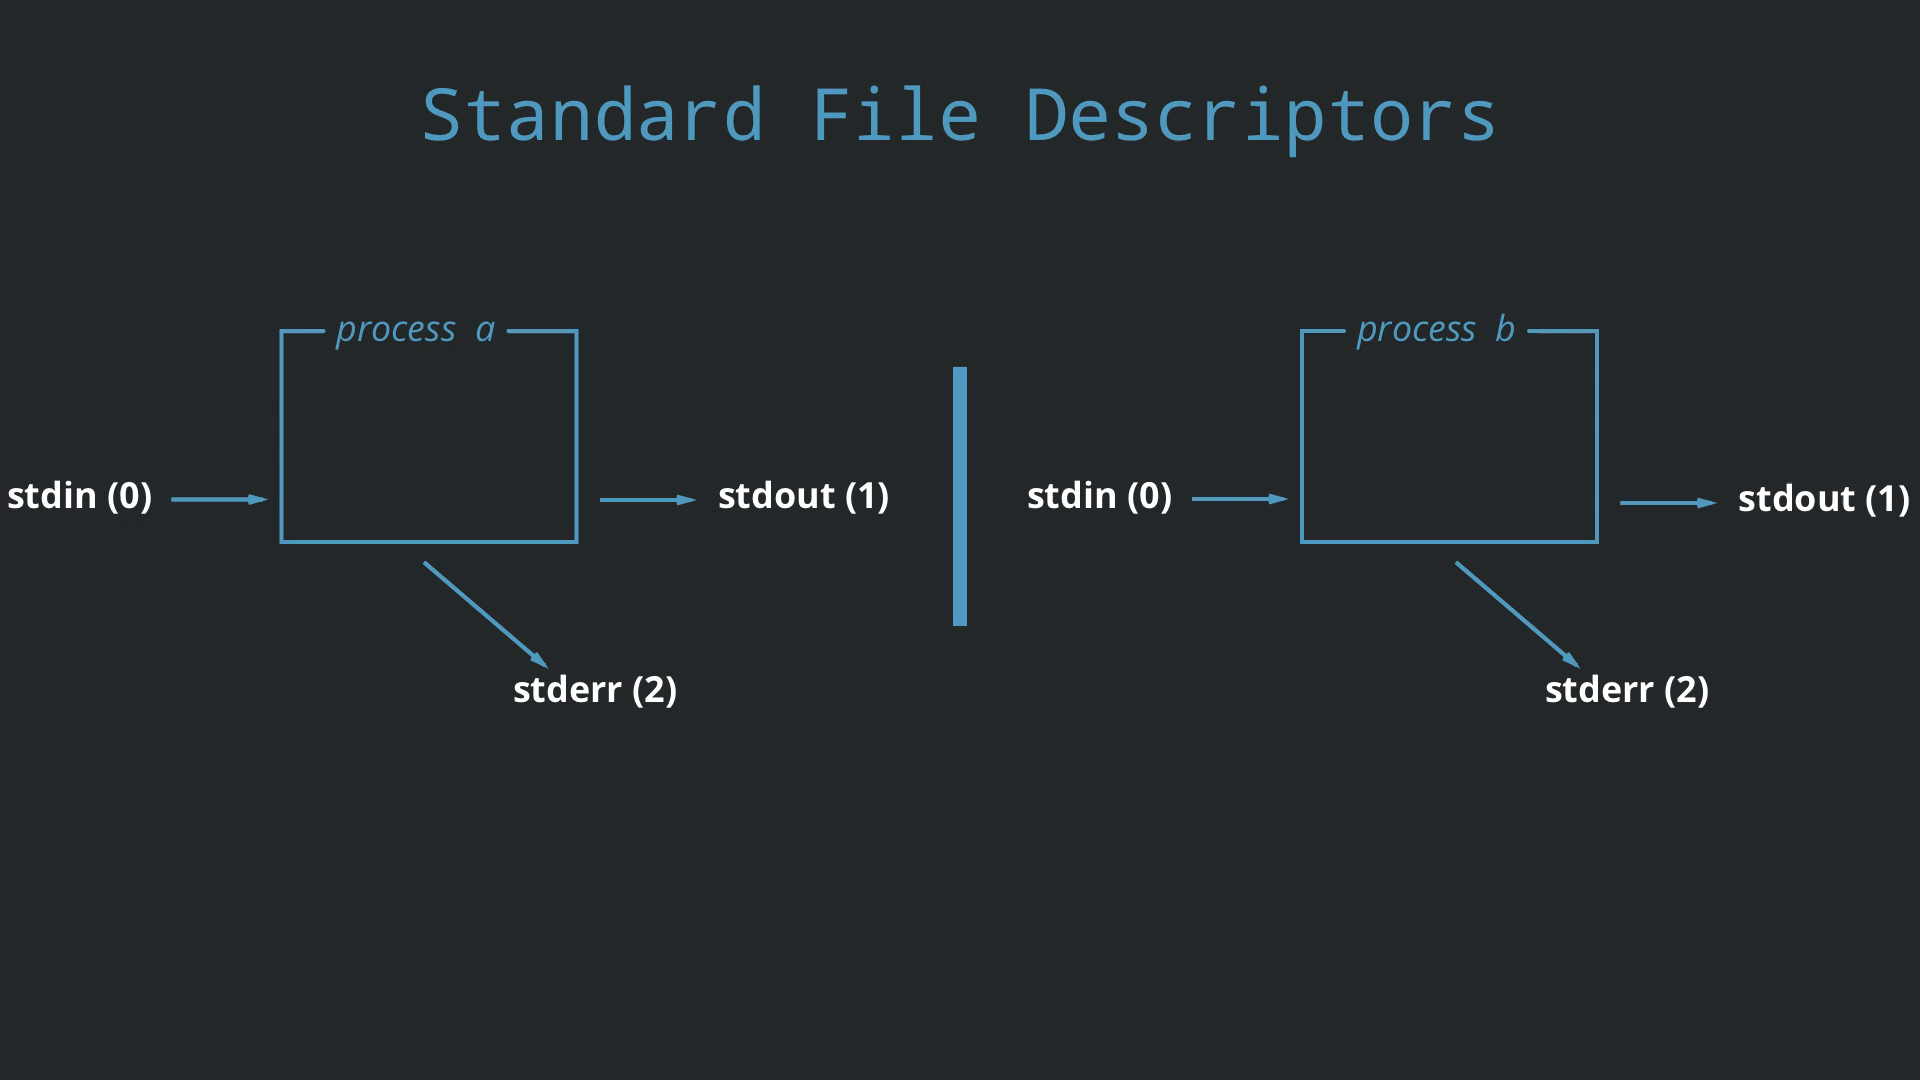 Standard File Descriptors
process a
process b
stdin (0)
stdout (1)
stdin (0)
stdout (1)
stderr (2)
stderr (2)